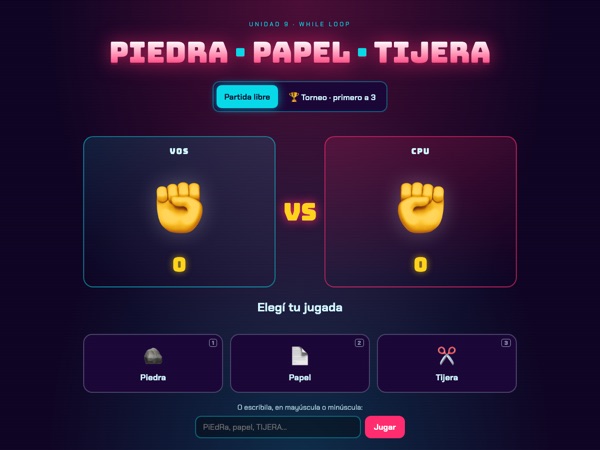 UNIDAD 9 · WHILE LOOP
PIEDRA ▪ PAPEL ▪ TIJERA
Partida libre
🏆 Torneo · primero a 3
VOS
CPU
VS
0
0
Elegí tu jugada
1
Piedra
2
Papel
3
Tijera
O escribila, en mayúscula o minúscula:
PiEdRa, papel, TIJERA...
Jugar